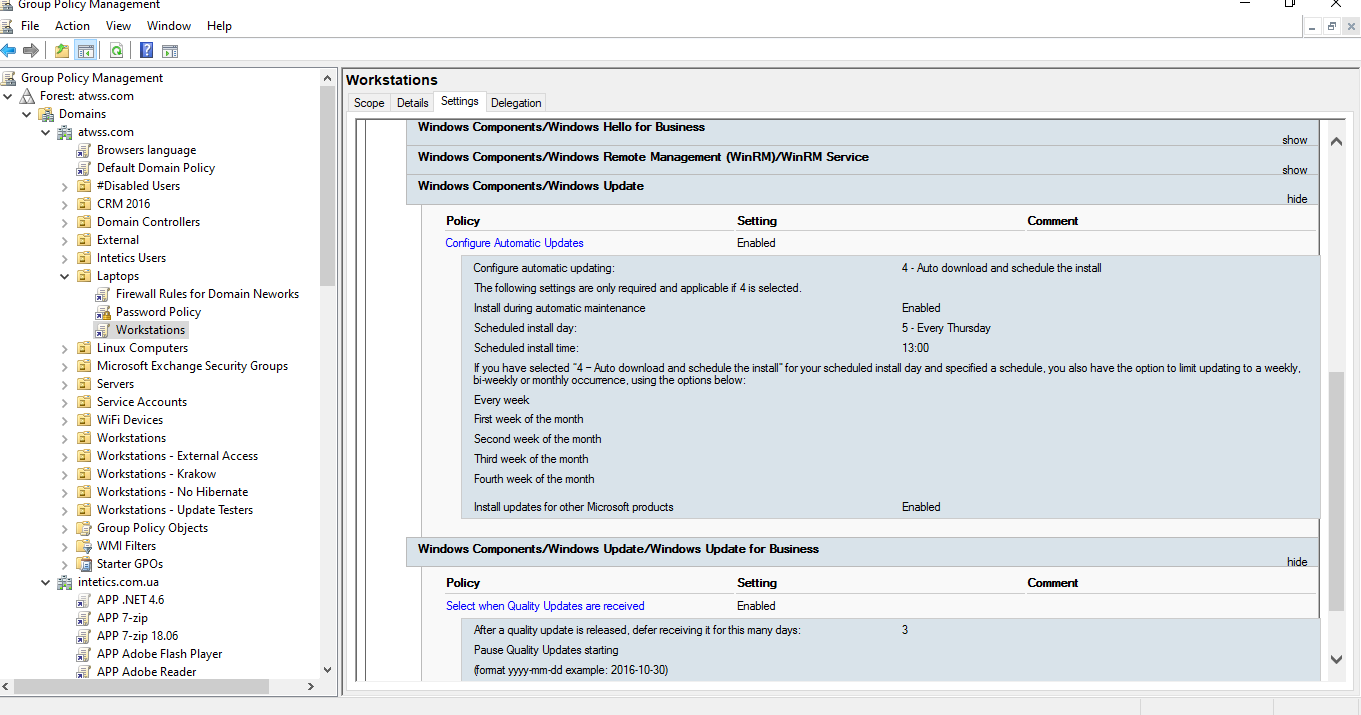 Group Policy Management
File Action View Window Help
Group Policy Management
Forest: atwss.com
Domains
atwss.com
Browsers language
Default Domain Policy
#Disabled Users
CRM 2016
Domain Controllers
External
Intetics Users
Laptops
Firewall Rules for Domain Neworks
Password Policy
Workstations
Linux Computers
Microsoft Exchange Security Groups
Servers
Service Accounts
WiFi Devices
Workstations
Workstations - External Access
Workstations - Krakow
Workstations - No Hibernate
Workstations - Update Testers
Group Policy Objects
WMI Filters
Starter GPOs
intetics.com.ua
APP .NET 4.6
APP 7-zip
APP 7-zip 18.06
APP Adobe Flash Player
APP Adobe Reader
Workstations
Scope Details Settings Delegation
Windows Components/Windows Hello for Business
show
Windows Components/Windows Remote Management (WinRM)/WinRM Service
show
Windows Components/Windows Update
hide
Policy Setting Comment
Configure Automatic Updates Enabled
Configure automatic updating: 4 - Auto download and schedule the install
The following settings are only required and applicable if 4 is selected.
Install during automatic maintenance Enabled
Scheduled install day: 5 - Every Thursday
Scheduled install time: 13:00
If you have selected "4 – Auto download and schedule the install" for your scheduled install day and specified a schedule, you also have the option to limit updating to a weekly,
bi-weekly or monthly occurrence, using the options below:
Every week
First week of the month
Second week of the month
Third week of the month
Fourth week of the month
Install updates for other Microsoft products Enabled
Windows Components/Windows Update/Windows Update for Business
hide
Policy Setting Comment
Select when Quality Updates are received Enabled
After a quality update is released, defer receiving it for this many days: 3
Pause Quality Updates starting
(format yyyy-mm-dd example: 2016-10-30)